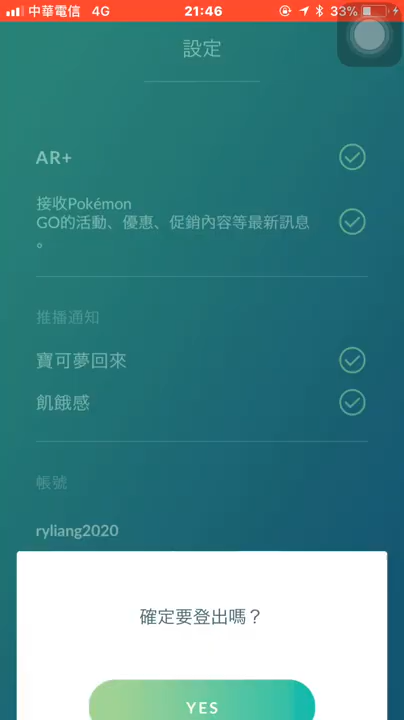 中華電信 4G 21:46 33%
設定
AR+
接收Pokémon
GO的活動、優惠、促銷內容等最新訊息
。
推播通知
寶可夢回來
飢餓感
帳號
ryliang2020
確定要登出嗎？
YES